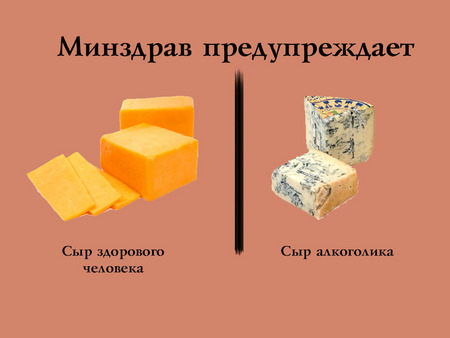 Минздрав предупреждает
Сыр здорового
человека
Сыр алкоголика